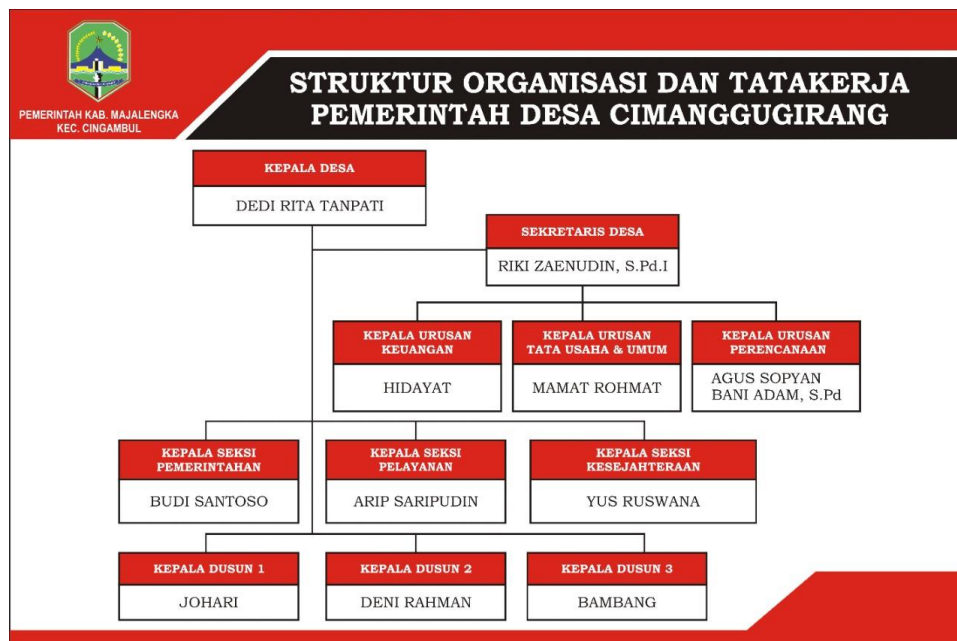 PEMERINTAH KAB. MAJALENGKA
KEC. CINGAMBUL
STRUKTUR ORGANISASI DAN TATAKERJA
PEMERINTAH DESA CIMANGGUGIRANG
KEPALA DESA
DEDI RITA TANPATI
SEKRETARIS DESA
RIKI ZAENUDIN, S.Pd.I
KEPALA URUSAN
KEUANGAN
HIDAYAT
KEPALA URUSAN
TATA USAHA & UMUM
MAMAT ROHMAT
KEPALA URUSAN
PERENCANAAN
AGUS SOPYAN
BANI ADAM, S.Pd
KEPALA SEKSI
PEMERINTAHAN
BUDI SANTOSO
KEPALA SEKSI
PELAYANAN
ARIP SARIPUDIN
KEPALA SEKSI
KESEJAHTERAAN
YUS RUSWANA
KEPALA DUSUN 1
JOHARI
KEPALA DUSUN 2
DENI RAHMAN
KEPALA DUSUN 3
BAMBANG